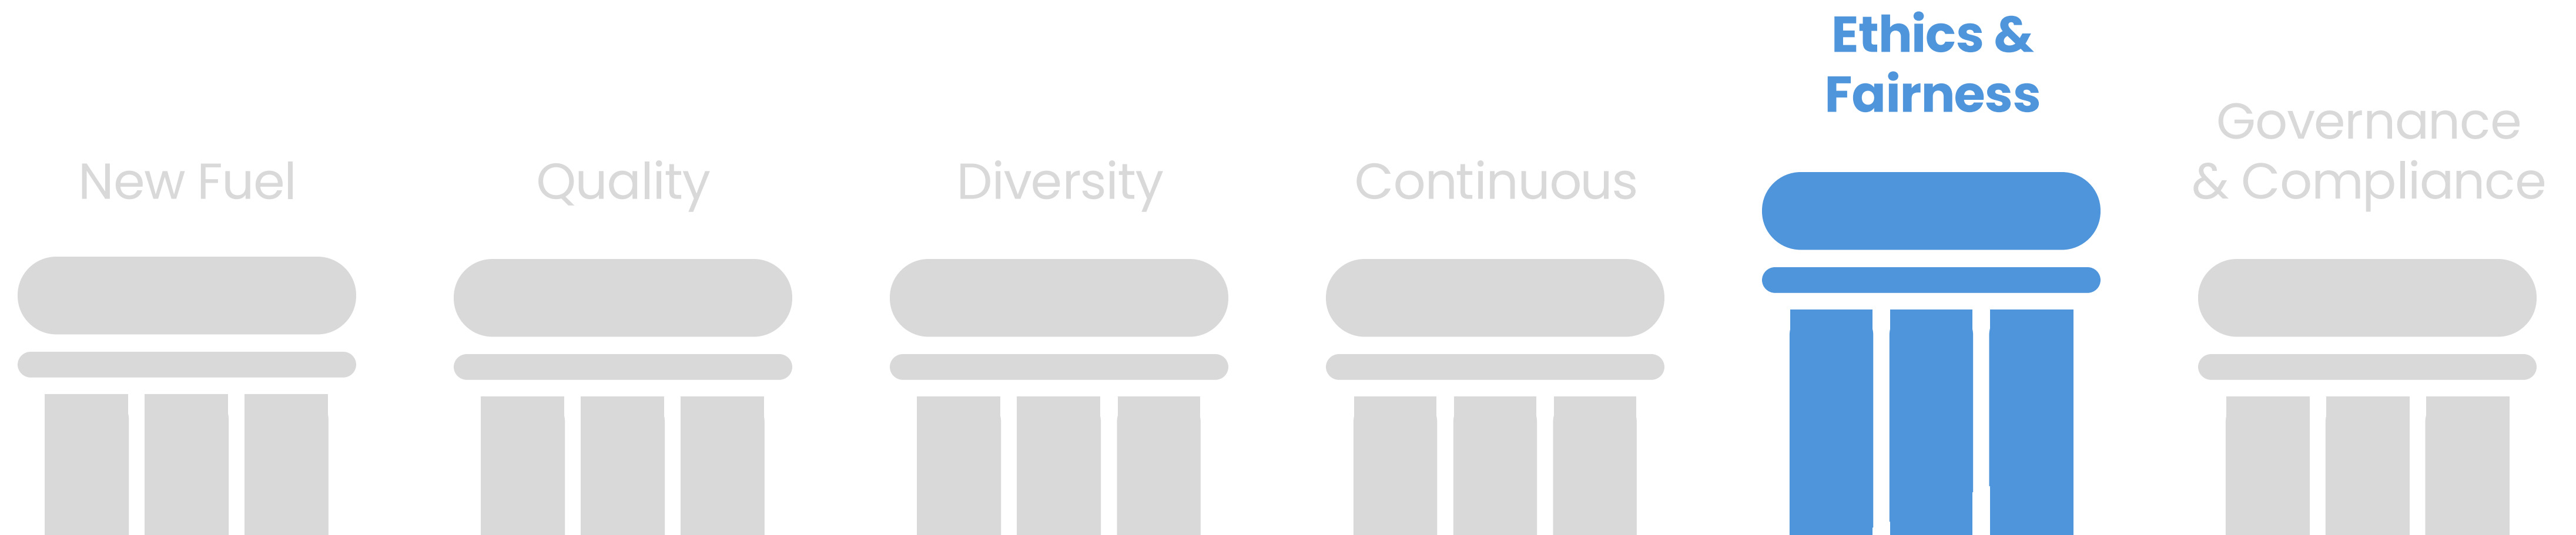 New Fuel
Quality
Diversity
Continuous
Ethics &
Fairness
Governance
& Compliance